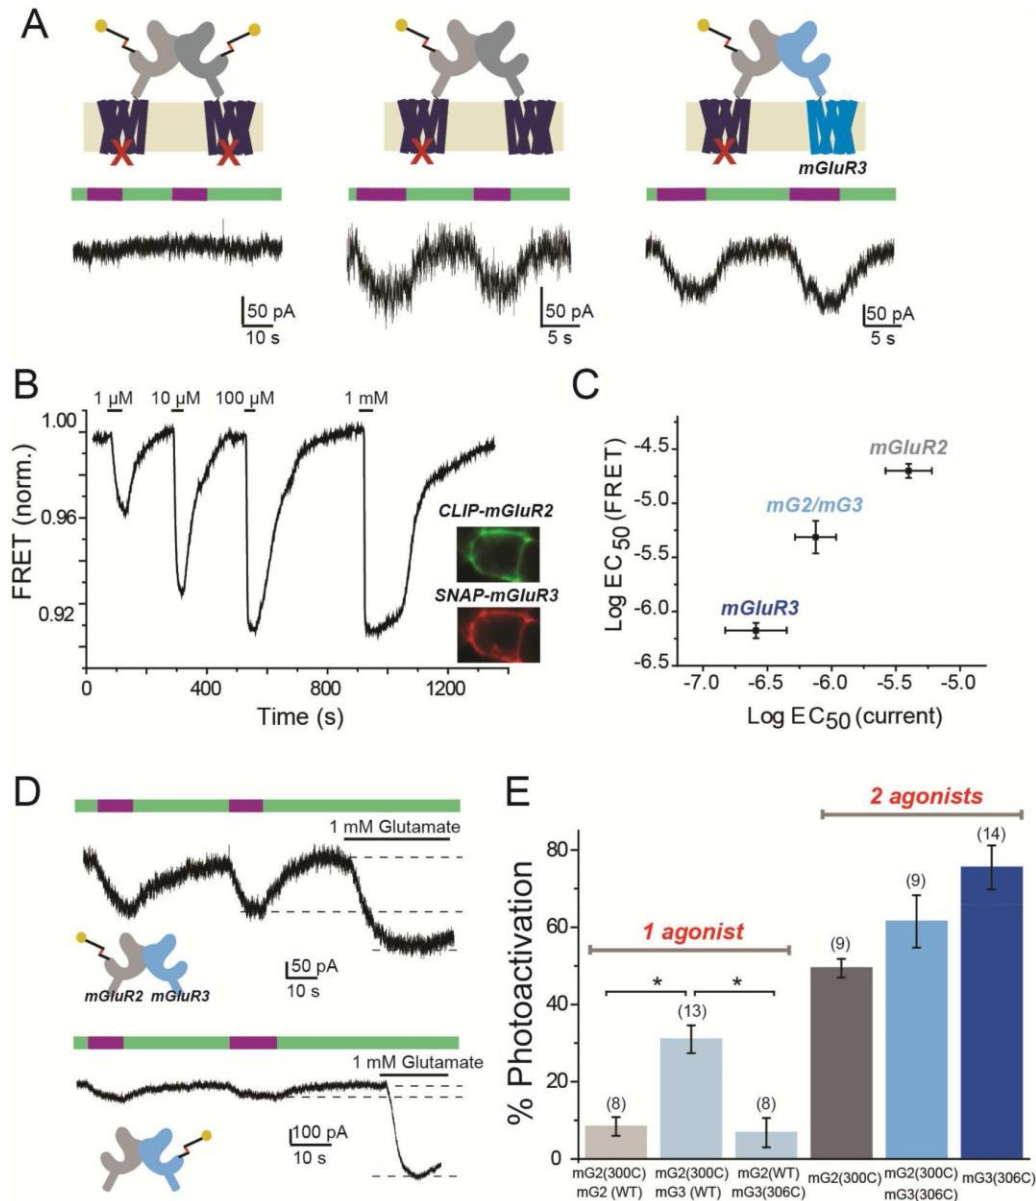 A
mGluR3
50 pA
10 s
50 pA
5 s
50 pA
5 s
B
1 µM
10 µM
100 µM
1 mM
1.00
0.96
0.92
FRET (norm.)
CLIP-mGluR2
SNAP-mGluR3
0
400
800
1200
Time (s)
C
-4.5
-5.0
-5.5
-6.0
-6.5
Log EC50 (FRET)
mGluR2
mG2/mG3
mGluR3
-7.0
-6.5
-6.0
-5.5
-5.0
Log EC50 (current)
D
1 mM Glutamate
50 pA
10 s
mGluR2
mGluR3
1 mM Glutamate
100 pA
10 s
E
2 agonists
1 agonist
80
60
40
20
0
% Photoactivation
*
*
(8)
(13)
(8)
(9)
(9)
(14)
mG2(300C)
mG2 (WT)
mG2(300C)
mG3 (WT)
mG2(WT)
mG3(306C)
mG2(300C)
mG2(300C)
mG3(306C)
mG3(306C)